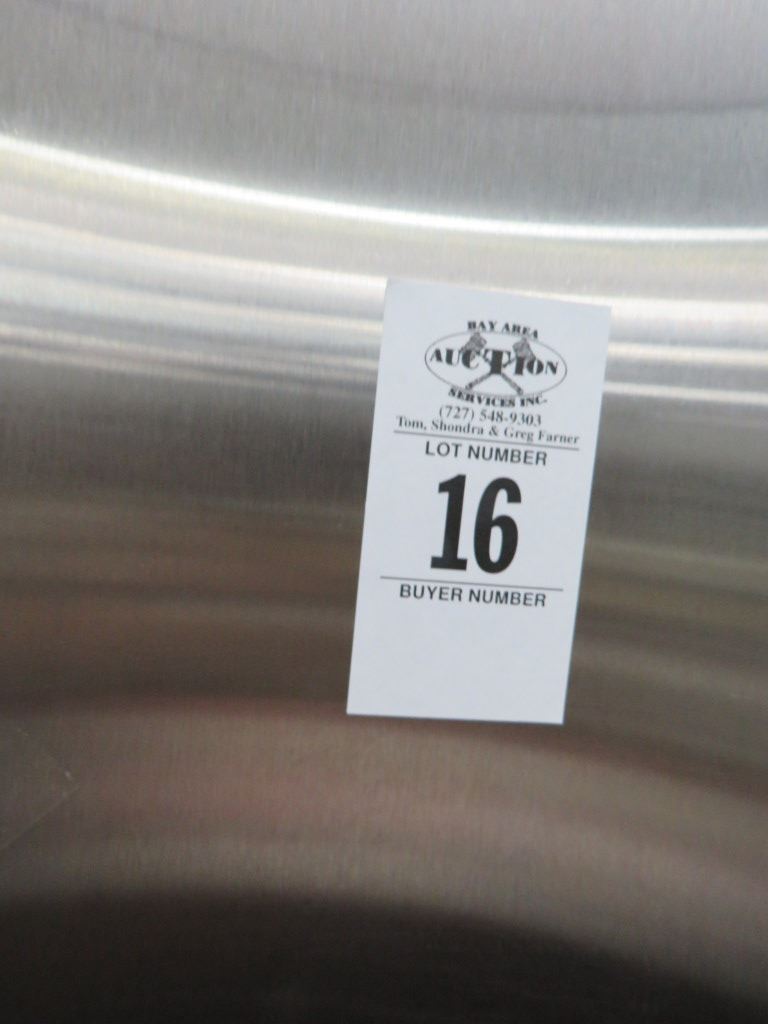 BAY AREA
AUCTION
SERVICES INC.
(727) 548-9303
Tom, Shondra & Greg Farner
LOT NUMBER
16
BUYER NUMBER